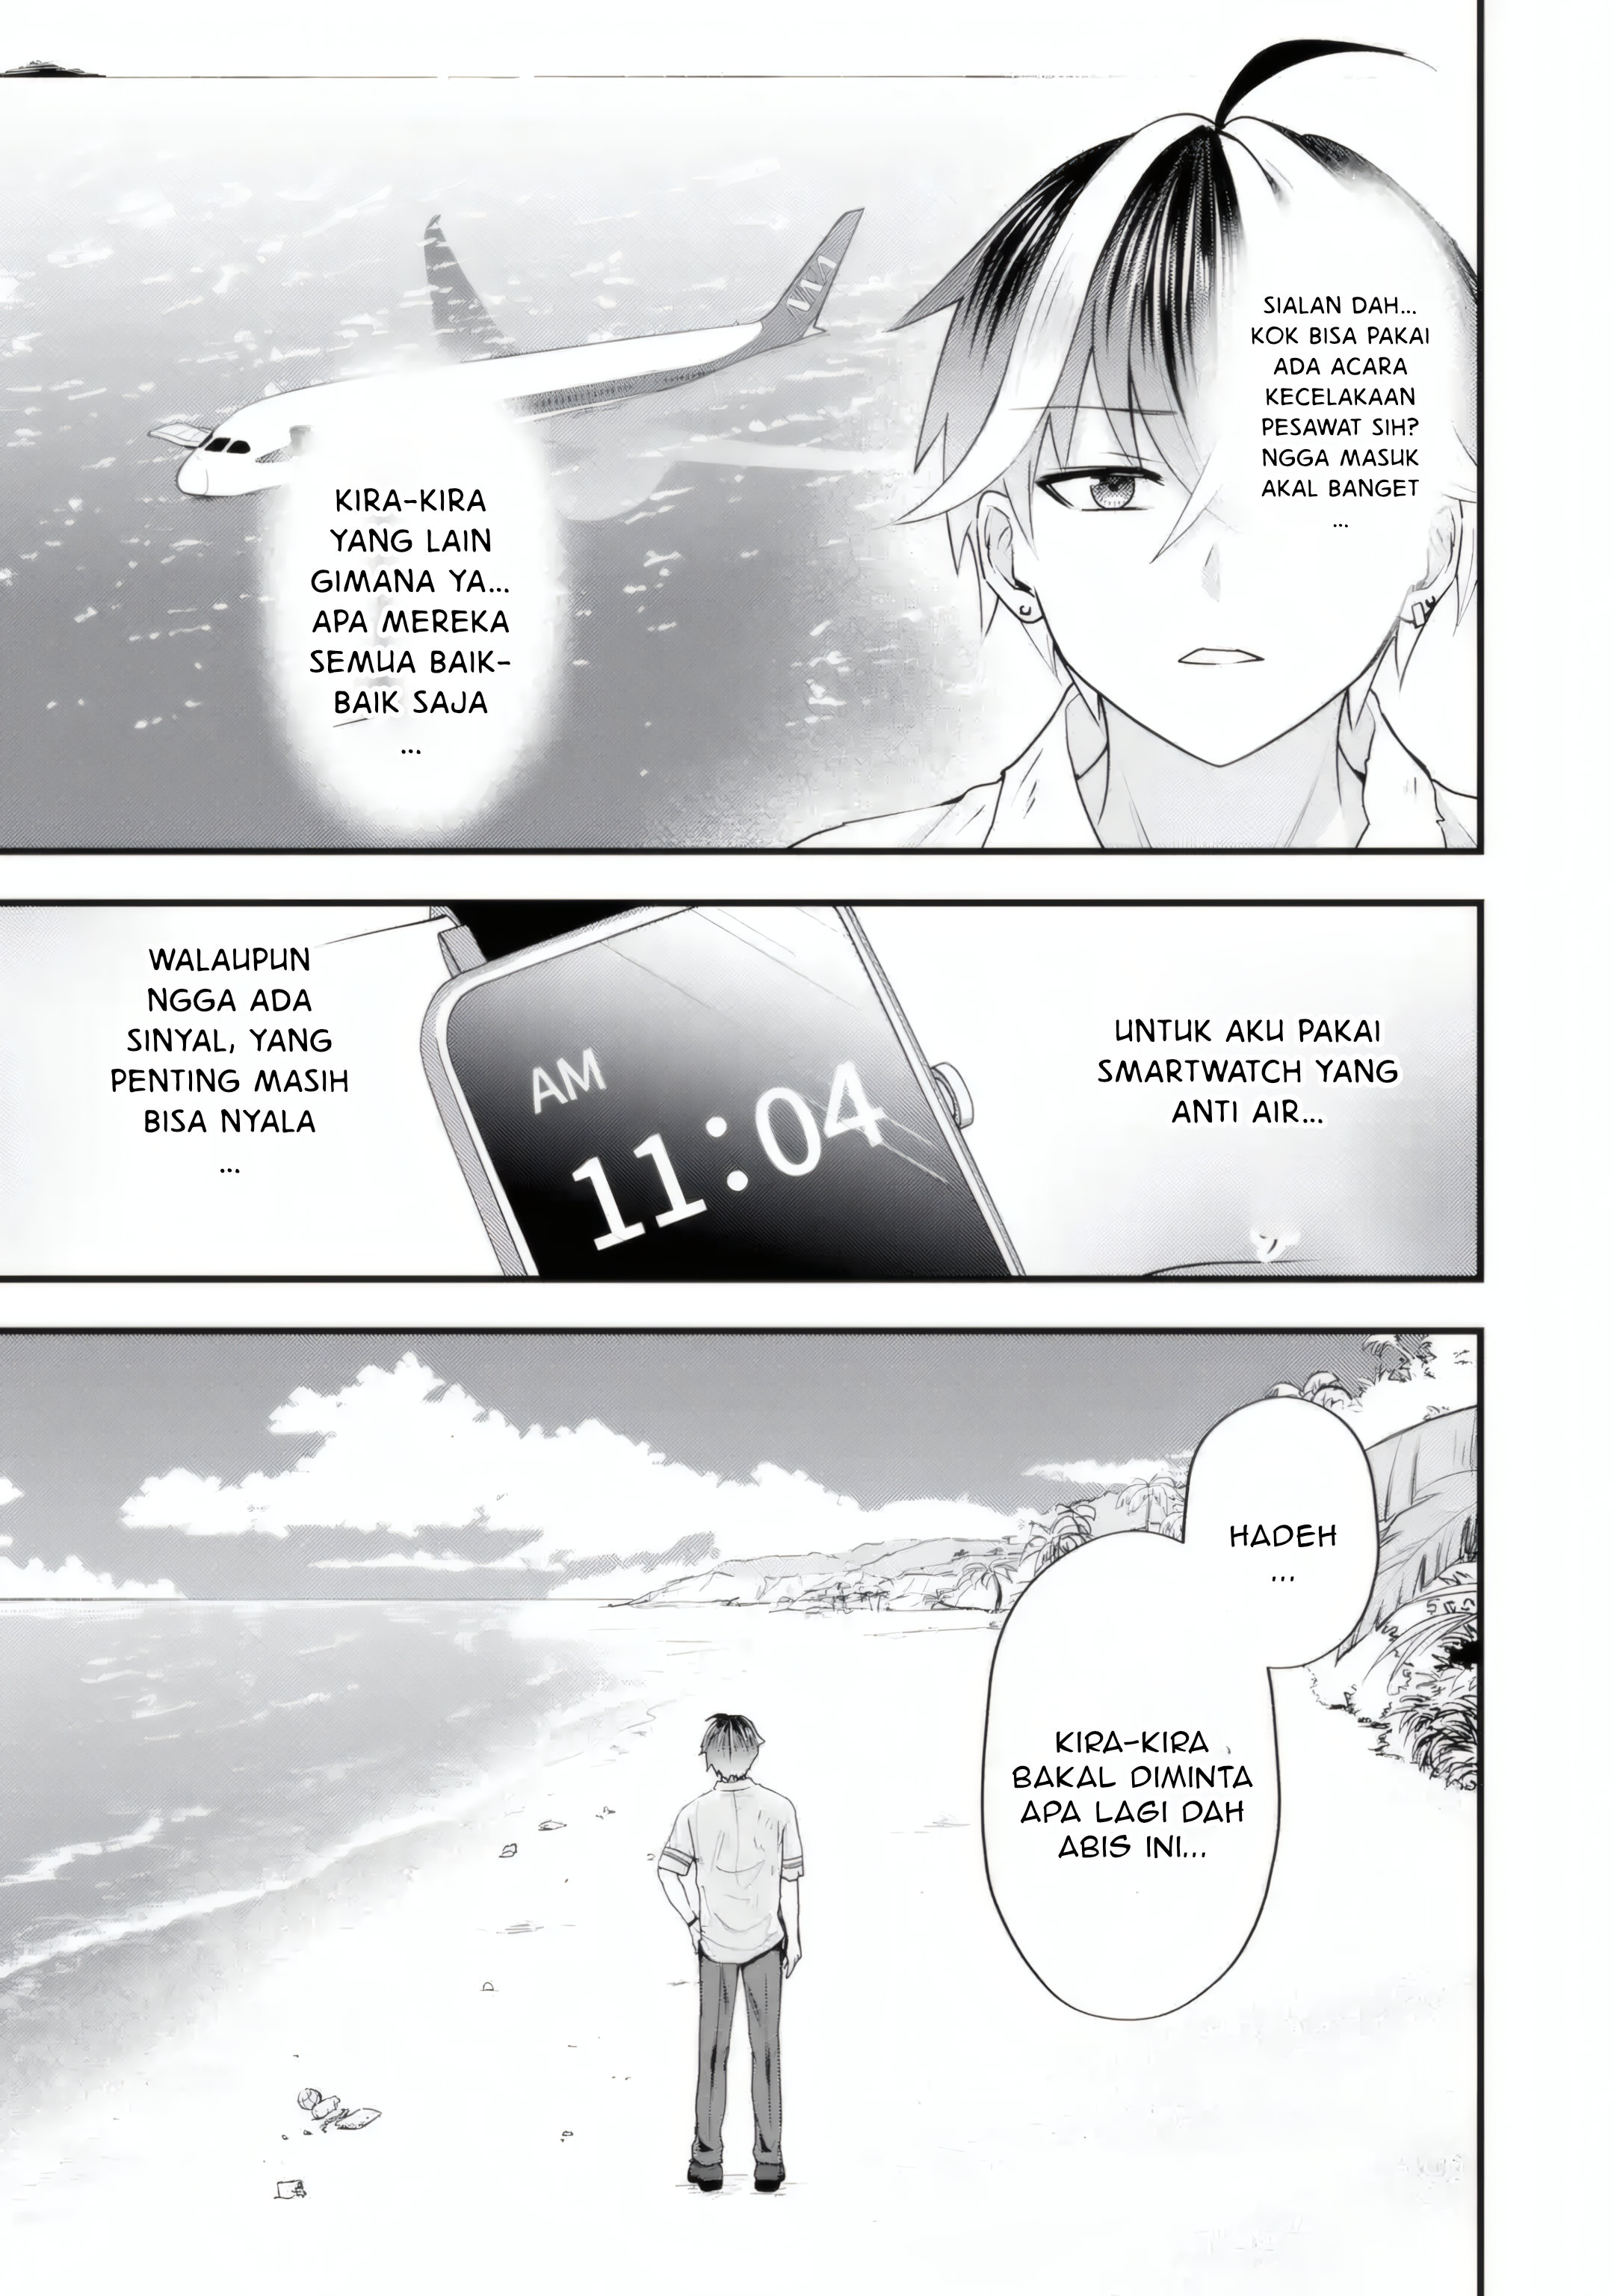 SIALAN DAH...
KOK BISA PAKAI
ADA ACARA
KECELAKAAN
PESAWAT SIH?
NGGA MASUK
AKAL BANGET
...
KIRA-KIRA
YANG LAIN
GIMANA YA...
APA MEREKA
SEMUA BAIK-
BAIK SAJA
...
UNTUK AKU PAKAI
SMARTWATCH YANG
ANTI AIR...
AM
11:04
WALAUPUN
NGGA ADA
SINYAL, YANG
PENTING MASIH
BISA NYALA
...
HADEH
...
KIRA-KIRA
BAKAL DIMINTA
APA LAGI DAH
ABIS INI...